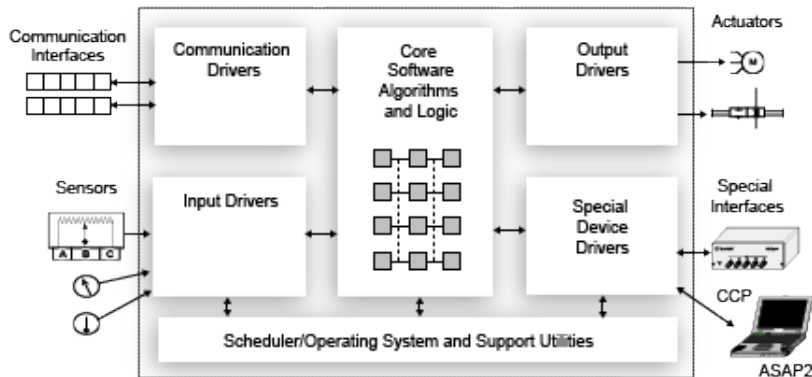 Communication
Interfaces
Communication
Drivers
Core
Software
Algorithms
and Logic
Output
Drivers
Actuators
M
Sensors
A B C
Input Drivers
Special
Device
Drivers
Special
Interfaces
CCP
ASAP2
Scheduler/Operating System and Support Utilities